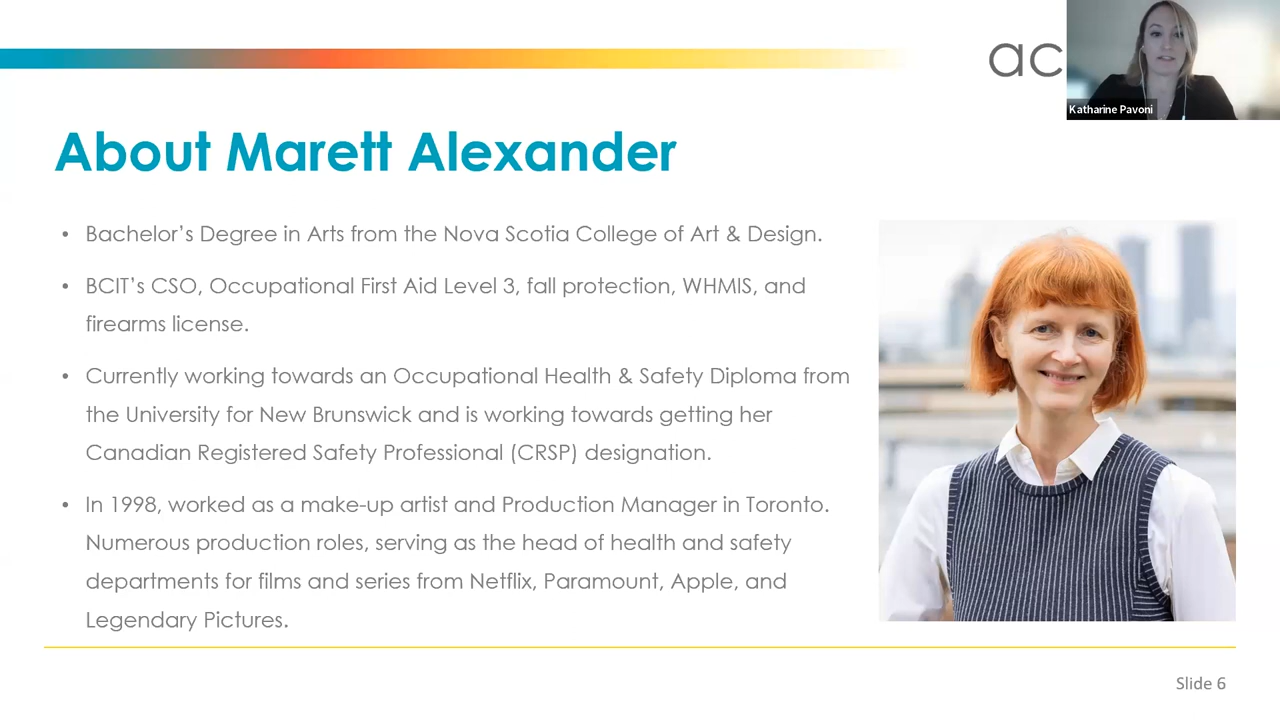 ac
Katharine Pavoni
About Marett Alexander
• Bachelor’s Degree in Arts from the Nova Scotia College of Art & Design.
• BCIT’s CSO, Occupational First Aid Level 3, fall protection, WHMIS, and
firearms license.
• Currently working towards an Occupational Health & Safety Diploma from
the University for New Brunswick and is working towards getting her
Canadian Registered Safety Professional (CRSP) designation.
• In 1998, worked as a make-up artist and Production Manager in Toronto.
Numerous production roles, serving as the head of health and safety
departments for films and series from Netflix, Paramount, Apple, and
Legendary Pictures.
Slide 6